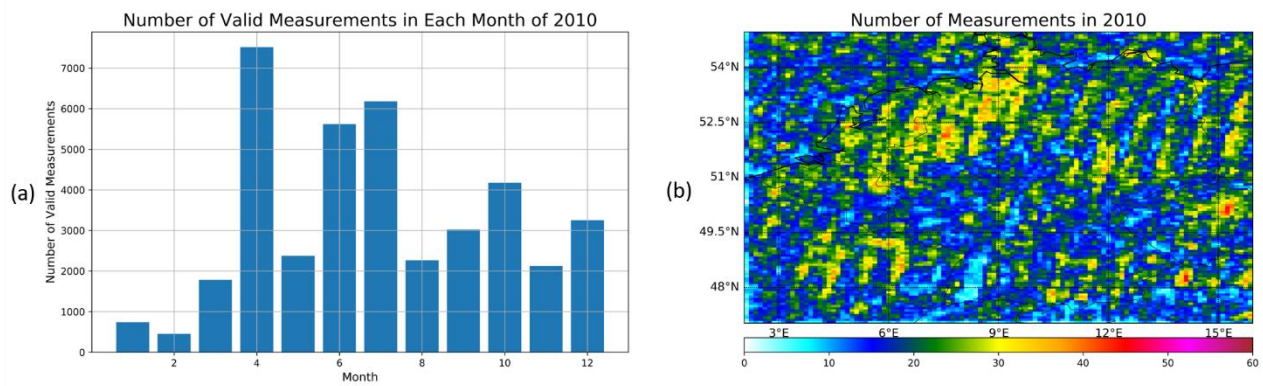 Number of Valid Measurements in Each Month of 2010
(a)
Number of Valid Measurements
7000
6000
5000
4000
3000
2000
1000
0
2 4 6 8 10 12
Month
Number of Measurements in 2010
(b)
54°N
52.5°N
51°N
49.5°N
48°N
3°E 6°E 9°E 12°E 15°E
0 10 20 30 40 50 60